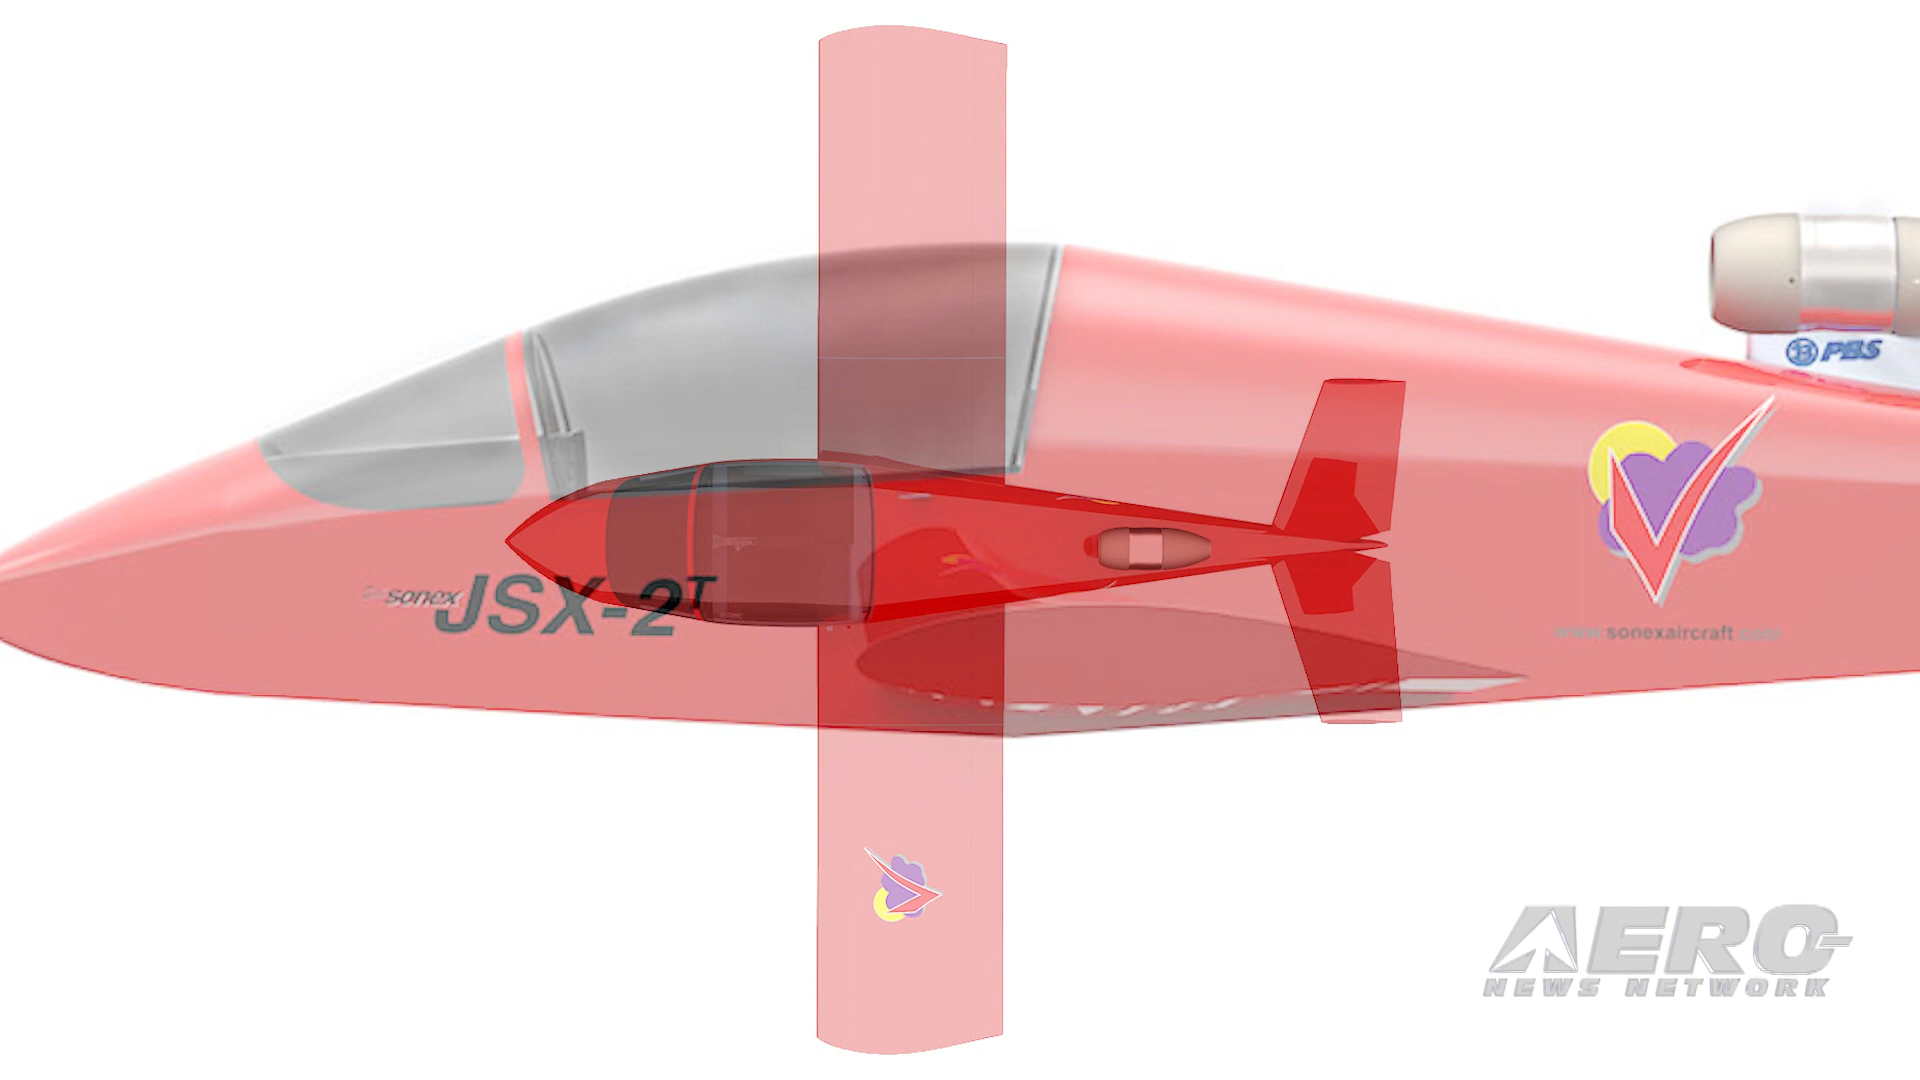 PBS
sonex JSX-2T
www.sonexaircraft.com
AERO-
NEWS NETWORK